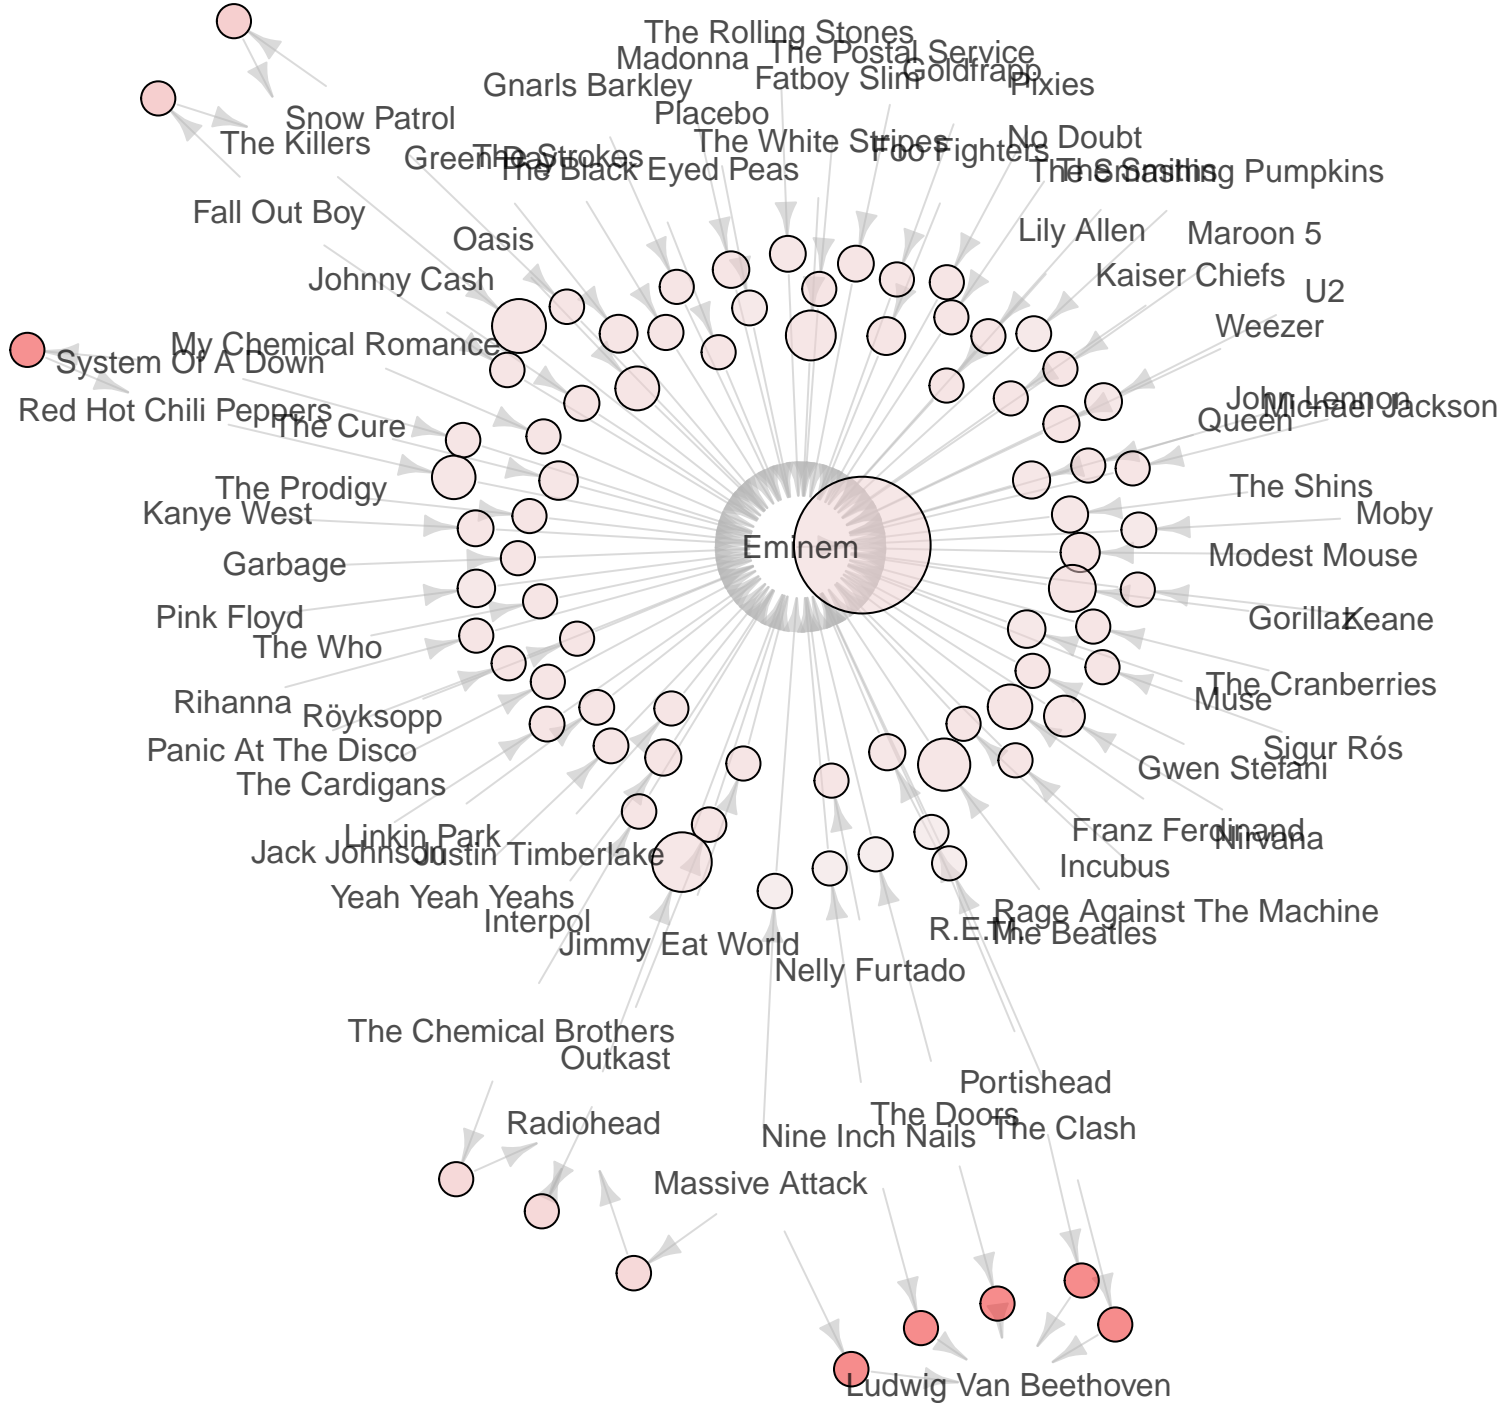 The Rolling Stones
The Postal Service
Madonna
Goldfrapp
Fatboy Slim
Gnarls Barkley
Pixies
Placebo
Snow Patrol
The Killers
The White Stripes
No Doubt
Foo Fighters
Green Day
The Strokes
The Black Eyed Peas
The Smiths
The Smashing Pumpkins
Fall Out Boy
Lily Allen
Maroon 5
Oasis
Johnny Cash
Kaiser Chiefs
U2
Weezer
My Chemical Romance
System Of A Down
Red Hot Chili Peppers
The Cure
John Lennon
Michael Jackson
Queen
The Prodigy
The Shins
Kanye West
Moby
Eminem
Modest Mouse
Garbage
Pink Floyd
Gorillaz
Keane
The Who
The Cranberries
Muse
Rihanna
Röyksopp
Panic At The Disco
Sigur Rós
Gwen Stefani
The Cardigans
Linkin Park
Jack Johnson
Justin Timberlake
Franz Ferdinand
Nirvana
Incubus
Yeah Yeah Yeahs
Interpol
Rage Against The Machine
R.E.M.
The Beatles
Jimmy Eat World
Nelly Furtado
The Chemical Brothers
Outkast
Portishead
Radiohead
The Doors
The Clash
Nine Inch Nails
Massive Attack
Ludwig Van Beethoven